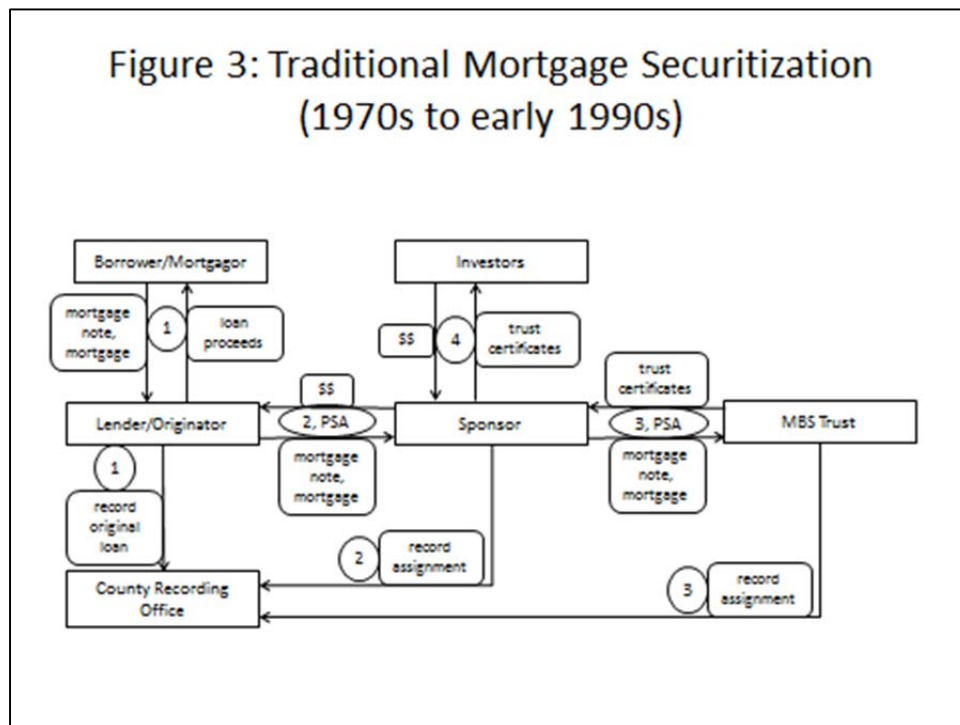 Figure 3: Traditional Mortgage Securitization
(1970s to early 1990s)
Borrower/Mortgagor
Investors
mortgage
note,
mortgage
1
loan
proceeds
$$
4
trust
certificates
trust
certificates
$$
Lender/Originator
2, PSA
Sponsor
3, PSA
MBS Trust
mortgage
note,
mortgage
mortgage
note,
mortgage
1
record
original
loan
2
record
assignment
3
record
assignment
County Recording
Office